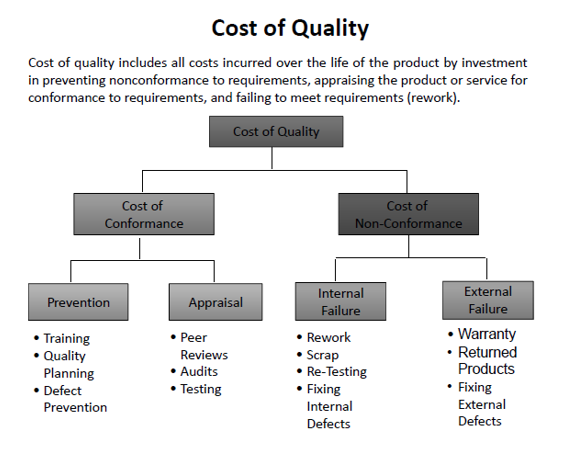 Cost of Quality
Cost of quality includes all costs incurred over the life of the product by investment
in preventing nonconformance to requirements, appraising the product or service for
conformance to requirements, and failing to meet requirements (rework).
Cost of Quality
Cost of
Conformance
Cost of
Non-Conformance
Prevention
• Training
• Quality
Planning
• Defect
Prevention
Appraisal
• Peer
Reviews
• Audits
• Testing
Internal
Failure
• Rework
• Scrap
• Re-Testing
• Fixing
Internal
Defects
External
Failure
• Warranty
• Returned
Products
• Fixing
External
Defects